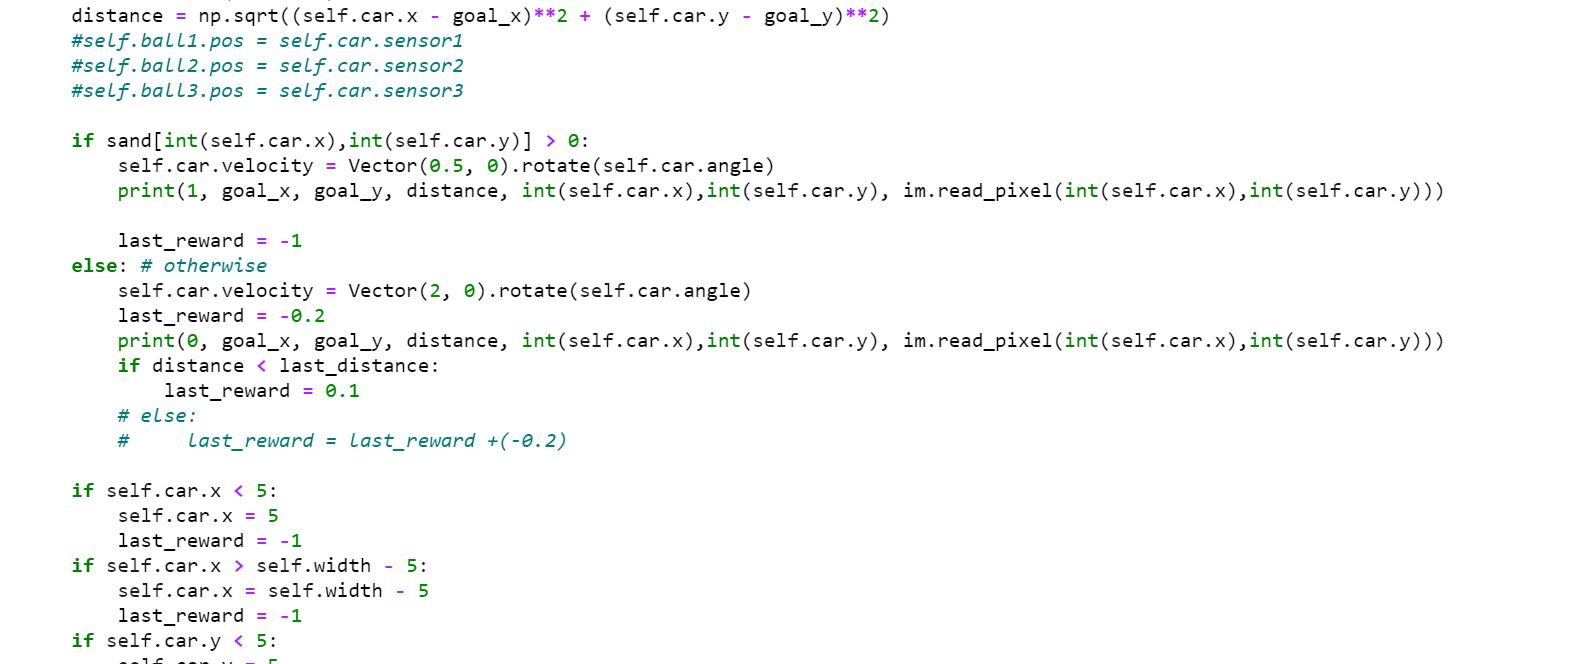 distance = np.sqrt((self.car.x - goal_x)**2 + (self.car.y - goal_y)**2)
#self.ball1.pos = self.car.sensor1
#self.ball2.pos = self.car.sensor2
#self.ball3.pos = self.car.sensor3
if sand[int(self.car.x),int(self.car.y)] > 0:
    self.car.velocity = Vector(0.5, 0).rotate(self.car.angle)
    print(1, goal_x, goal_y, distance, int(self.car.x),int(self.car.y), im.read_pixel(int(self.car.x),int(self.car.y)))
    last_reward = -1
else: # otherwise
    self.car.velocity = Vector(2, 0).rotate(self.car.angle)
    last_reward = -0.2
    print(0, goal_x, goal_y, distance, int(self.car.x),int(self.car.y), im.read_pixel(int(self.car.x),int(self.car.y)))
    if distance < last_distance:
        last_reward = 0.1
    # else:
    #     last_reward = last_reward +(-0.2)
if self.car.x < 5:
    self.car.x = 5
    last_reward = -1
if self.car.x > self.width - 5:
    self.car.x = self.width - 5
    last_reward = -1
if self.car.y < 5: